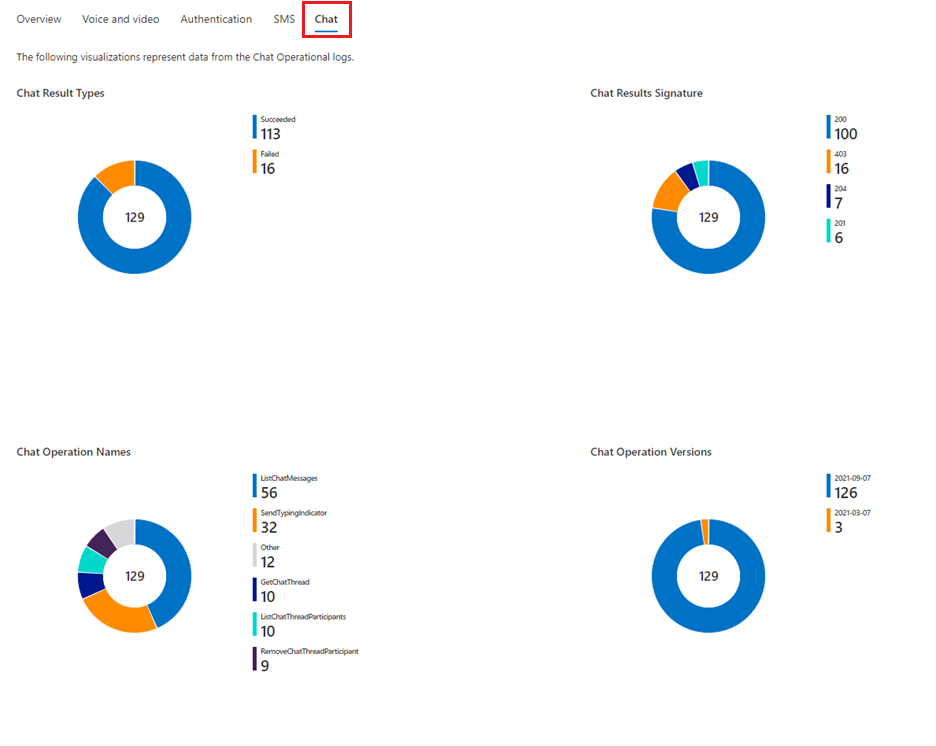 Overview Voice and video Authentication SMS Chat
The following visualizations represent data from the Chat Operational logs.
Chat Result Types
Succeeded
113
Failed
16
129
Chat Results Signature
200
100
403
16
204
7
201
6
129
Chat Operation Names
ListChatMessages
56
SendTypingIndicator
32
Other
12
GetChatThread
10
ListChatThreadParticipants
10
RemoveChatThreadParticipant
9
129
Chat Operation Versions
2021-09-07
126
2021-03-07
3
129